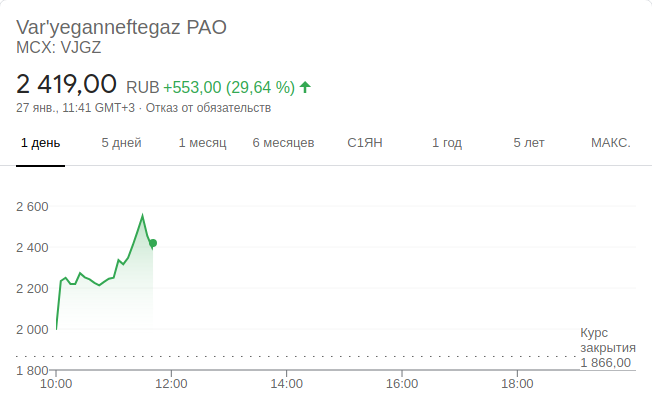 Var'yeganneftegaz PAO
MCX: VJGZ
2 419,00 RUB +553,00 (29,64 %)
27 янв., 11:41 GMT+3 · Отказ от обязательств
1 день 5 дней 1 месяц 6 месяцев С1ЯН 1 год 5 лет МАКС.
2 600
2 400
2 200
2 000
Курс
закрытия
1 866,00
1 800
10:00 12:00 14:00 16:00 18:00